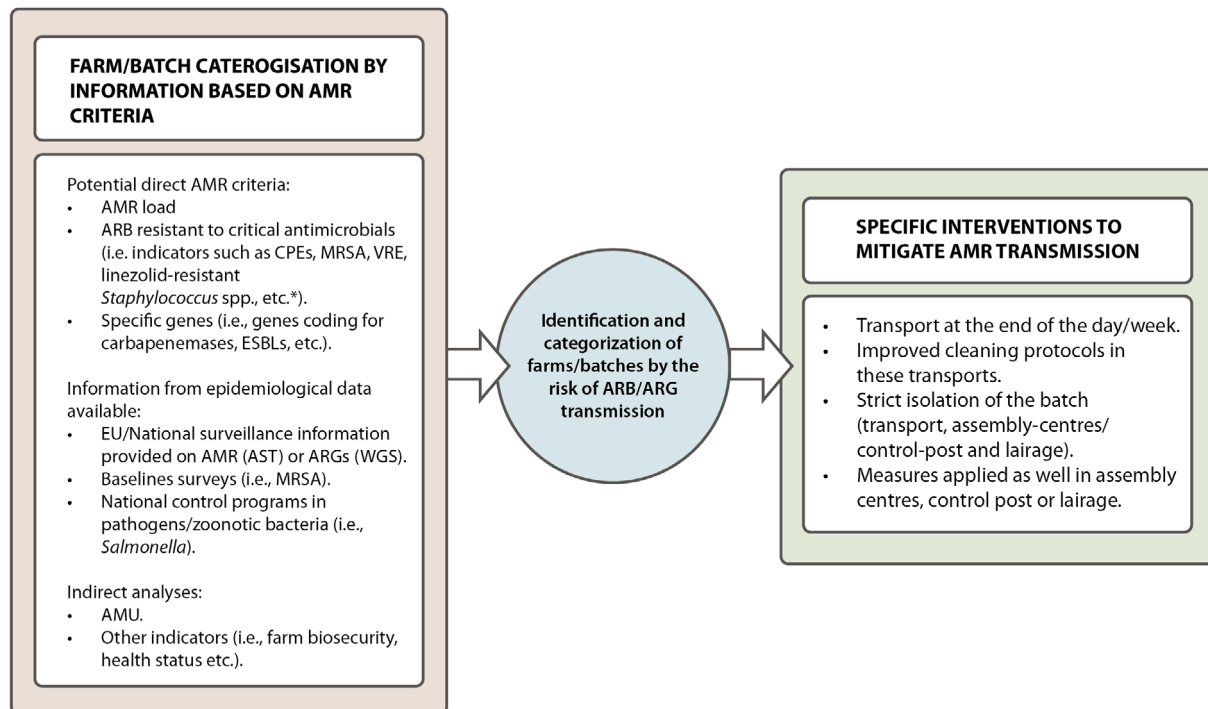 FARM/BATCH CATEROGISATION BY
INFORMATION BASED ON AMR
CRITERIA
Potential direct AMR criteria:
• AMR load
• ARB resistant to critical antimicrobials
(i.e. indicators such as CPEs, MRSA, VRE,
linezolid-resistant
Staphylococcus spp., etc.*).
• Specific genes (i.e., genes coding for
carbapenemases, ESBLs, etc.).
Information from epidemiological data
available:
• EU/National surveillance information
provided on AMR (AST) or ARGs (WGS).
• Baselines surveys (i.e., MRSA).
• National control programs in
pathogens/zoonotic bacteria (i.e.,
Salmonella).
Indirect analyses:
• AMU.
• Other indicators (i.e., farm biosecurity,
health status etc.).
Identification and
categorization of
farms/batches by the
risk of ARB/ARG
transmission
SPECIFIC INTERVENTIONS TO
MITIGATE AMR TRANSMISSION
• Transport at the end of the day/week.
• Improved cleaning protocols in
these transports.
• Strict isolation of the batch
(transport, assembly-centres/
control-post and lairage).
• Measures applied as well in assembly
centres, control post or lairage.